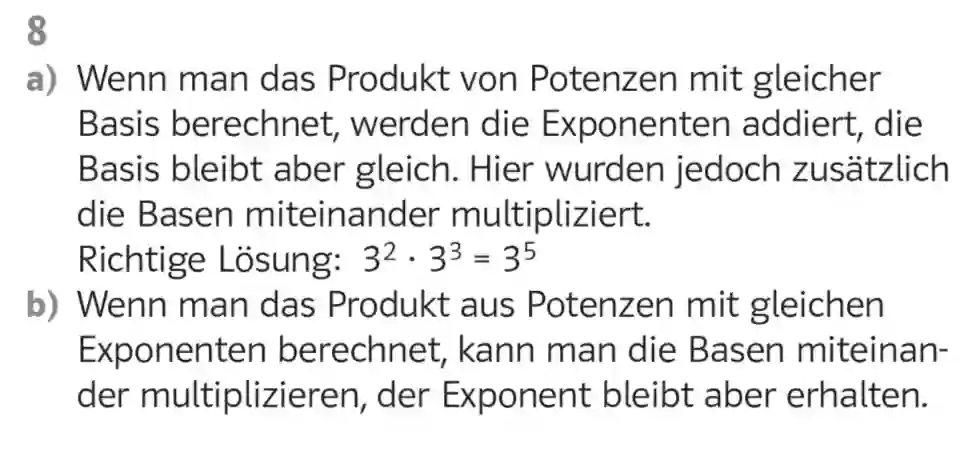 8
a) Wenn man das Produkt von Potenzen mit gleicher
Basis berechnet, werden die Exponenten addiert, die
Basis bleibt aber gleich. Hier wurden jedoch zusätzlich
die Basen miteinander multipliziert.
Richtige Lösung: 3² · 3³ = 3⁵
b) Wenn man das Produkt aus Potenzen mit gleichen
Exponenten berechnet, kann man die Basen miteinan-
der multiplizieren, der Exponent bleibt aber erhalten.